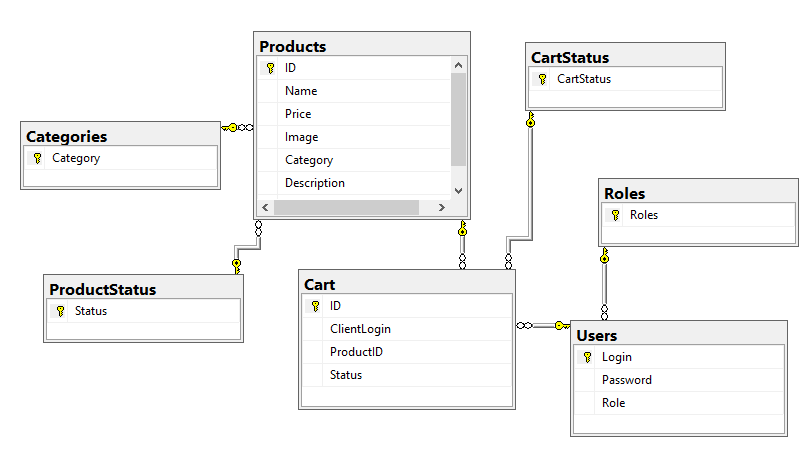 Products
ID
Name
Price
Image
Category
Description
CartStatus
CartStatus
Categories
Category
Roles
Roles
ProductStatus
Status
Cart
ID
ClientLogin
ProductID
Status
Users
Login
Password
Role